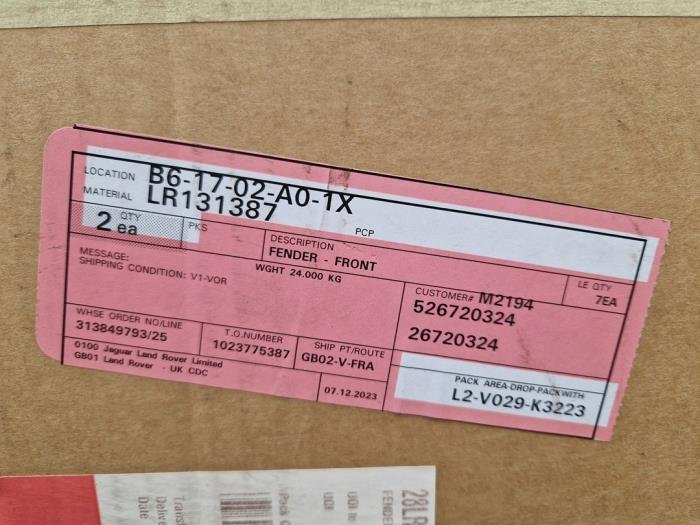 LOCATION B6-17-02-A0-1X
MATERIAL LR131387
PCP
2 QTY ea
PKS
DESCRIPTION
FENDER - FRONT
WGHT 24.000 KG
LE QTY
7EA
MESSAGE:
SHIPPING CONDITION: V1-VOR
CUSTOMER# M2194
526720324
26720324
WHSE ORDER NO/LINE
313849793/25
T.O.NUMBER
1023775387
SHIP PT/ROUTE
GB02-V-FRA
0100 Jaguar Land Rover Limited
GB01 Land Rover - UK CDC
07.12.2023
PACK AREA-DROP-PACKWITH
L2-V029-K3223
FENDER
UOI
Date